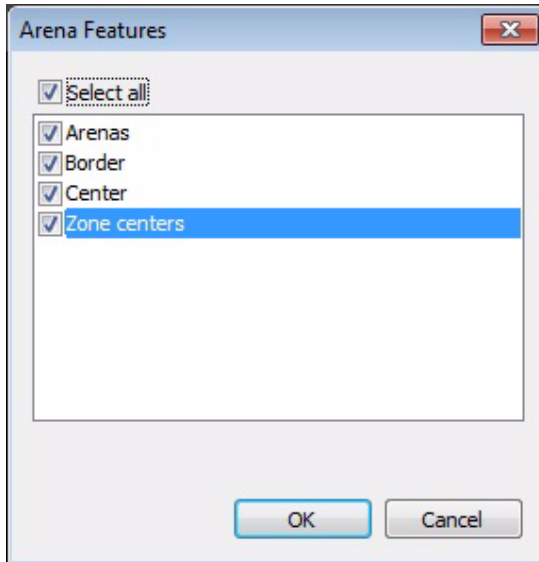 Arena Features
Select all
Arenas
Border
Center
Zone centers
OK
Cancel